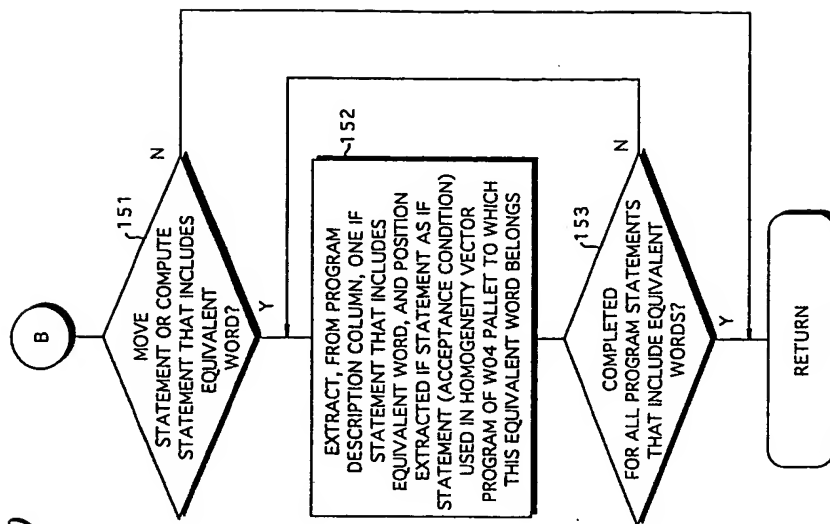 B
151
MOVE
STATEMENT OR COMPUTE
STATEMENT THAT INCLUDES
EQUIVALENT
WORD?
N
Y
152
EXTRACT, FROM PROGRAM
DESCRIPTION COLUMN, ONE IF
STATEMENT THAT INCLUDES
EQUIVALENT WORD, AND POSITION
EXTRACTED IF STATEMENT AS IF
STATEMENT (ACCEPTANCE CONDITION)
USED IN HOMOGENEITY VECTOR
PROGRAM OF W04 PALLET TO WHICH
THIS EQUIVALENT WORD BELONGS
153
COMPLETED
FOR ALL PROGRAM STATEMENTS
THAT INCLUDE EQUIVALENT
WORDS?
N
Y
RETURN